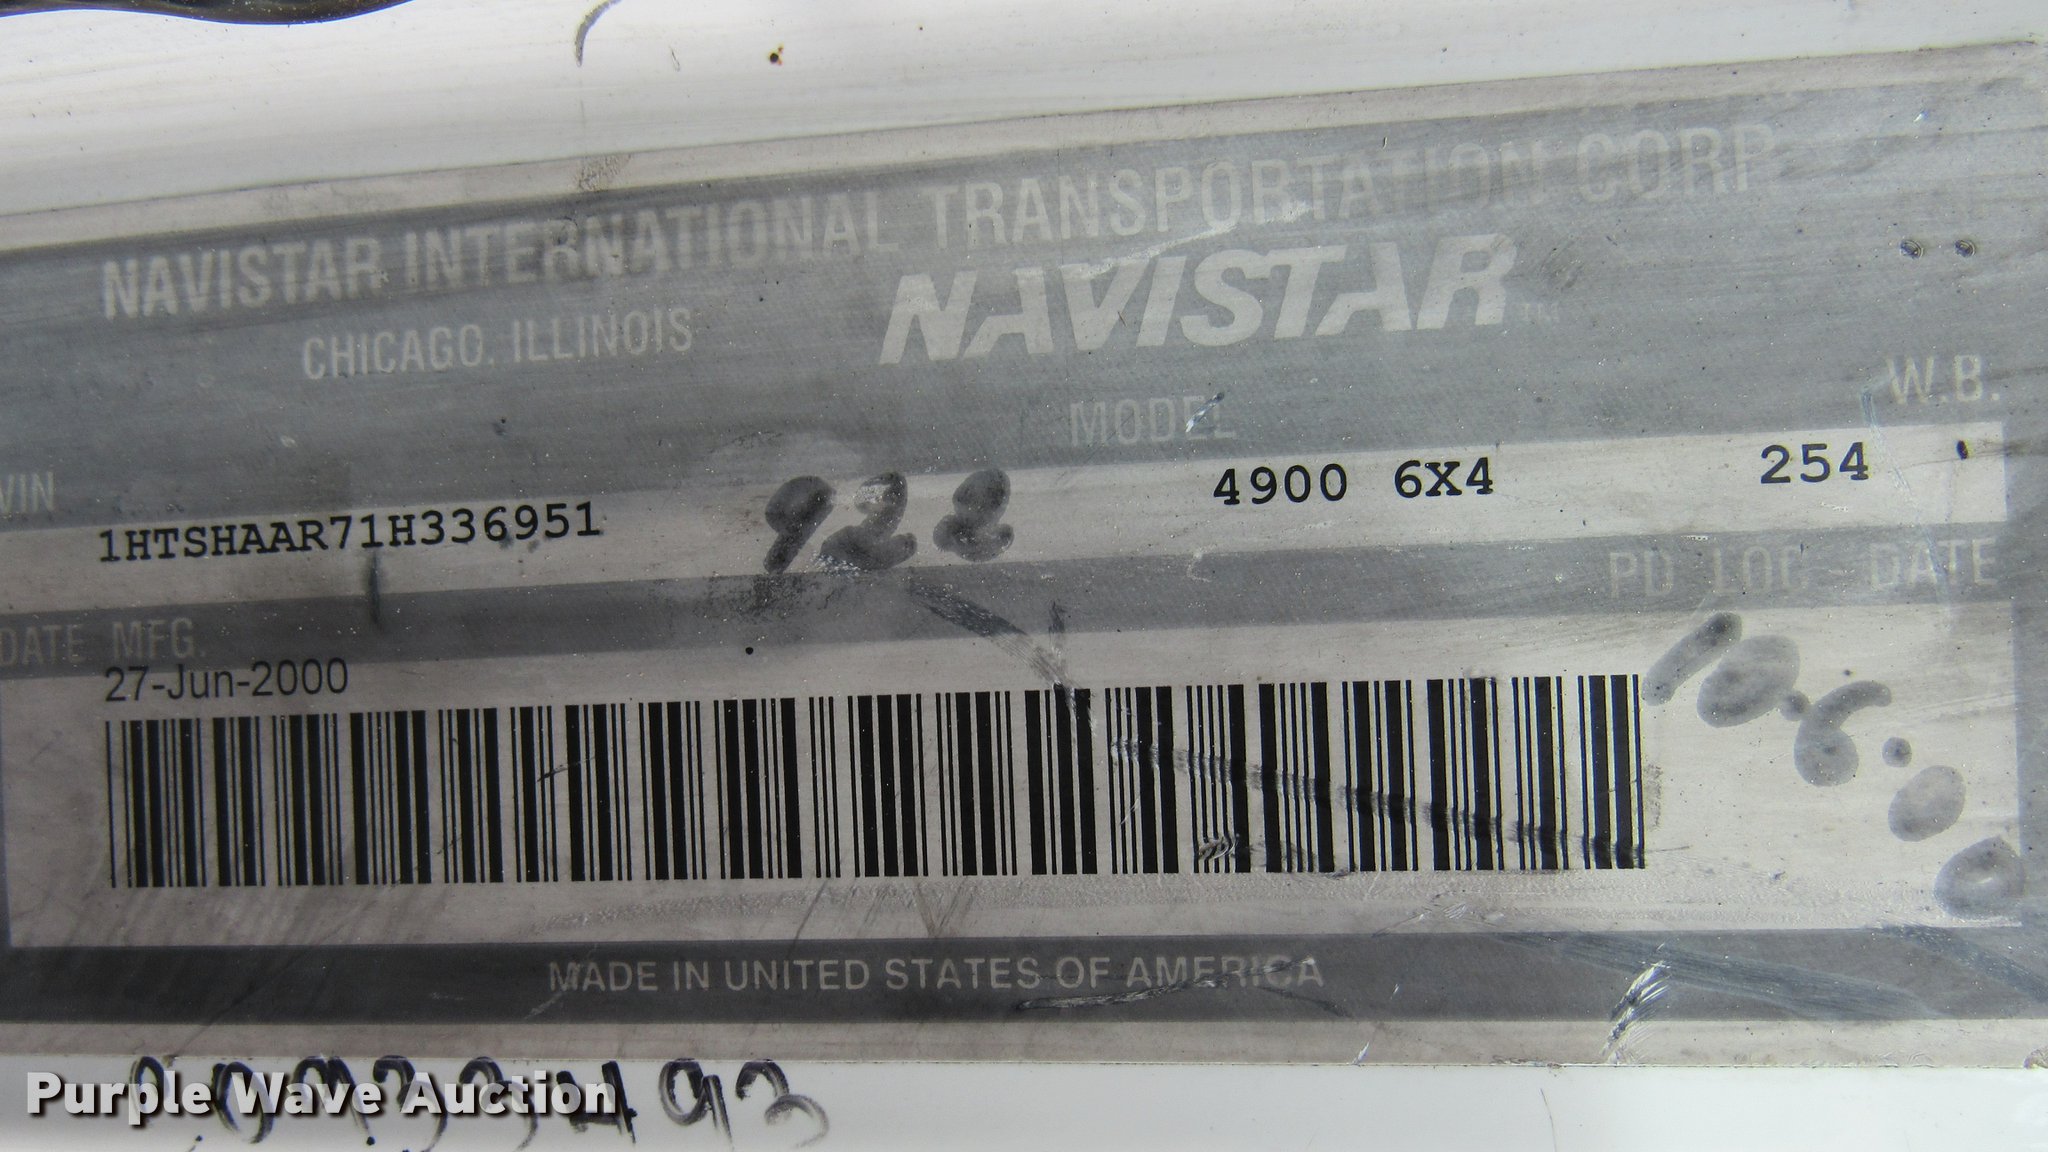 NAVISTAR INTERNATIONAL TRANSPORTATION CORP.
CHICAGO, ILLINOIS
NAVISTAR™
VIN
MODEL
W.B.
1HTSHAAR71H336951
922
4900 6X4
254
DATE MFG.
PD LOC - DATE
27-Jun-2000
10.6.00
MADE IN UNITED STATES OF AMERICA
Purple Wave Auction